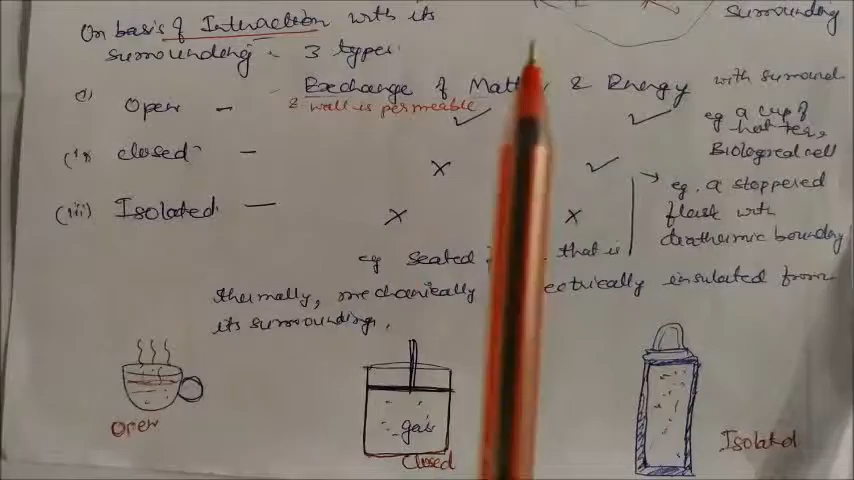 On basis of Interaction with its
surrounding - 3 types.
surrounding
Exchange of Matter & Energy with surround
(i) Open - & wall is permeable ✓ ✓ eg a cup of
hot tea,
Biological cell
(ii) closed - ✗ ✓
→ eg. a stoppered
flask with
diathermic boundary
(iii) Isolated - ✗ ✗
eg sealed that is
thermally, mechanically ectrically insulated from
its surroundings.
Open
gas
Closed
Isolated